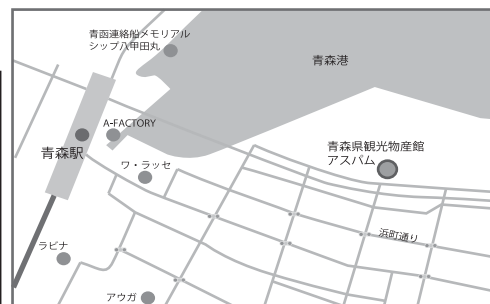 青函連絡船メモリアル
シップ八甲田丸
青森港
A-FACTORY
青森駅
ワ・ラッセ
青森県観光物産館
アスパム
浜町通り
ラビナ
アウガ